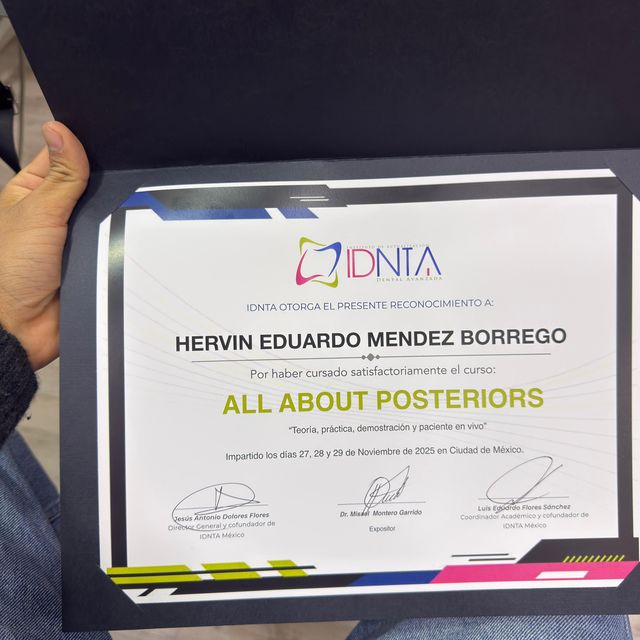 INSTITUTO DE ACTUALIZACIÓN
IDNTA
DENTAL AVANZADA
IDNTA OTORGA EL PRESENTE RECONOCIMIENTO A:
HERVIN EDUARDO MENDEZ BORREGO
Por haber cursado satisfactoriamente el curso:
ALL ABOUT POSTERIORS
"Teoría, práctica, demostración y paciente en vivo"
Impartido los días 27, 28 y 29 de Noviembre de 2025 en Ciudad de México.
Jesús Antonio Dolores Flores
Director General y cofundador de
IDNTA México
Dr. Misael Montero Garrido
Expositor
Luis Eduardo Flores Sánchez
Coordinador Académico y cofundador de
IDNTA México